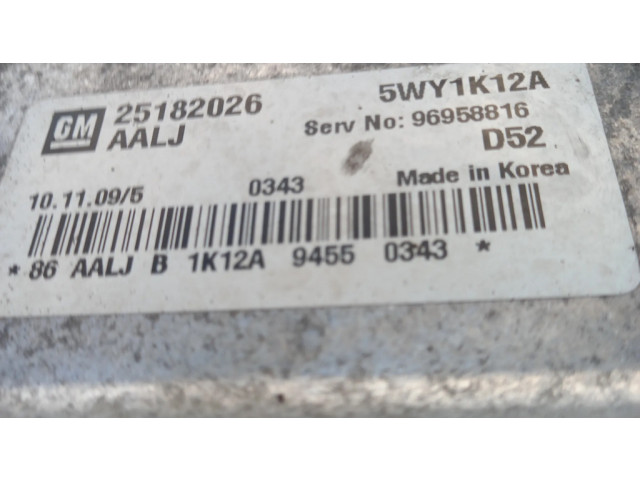 GM 25182026 5WY1K12A
AALJ Serv No: 96958816
D52
10.11.09/5 0343 Made in Korea
* 86 AALJ B 1K12A 9455 0343 *